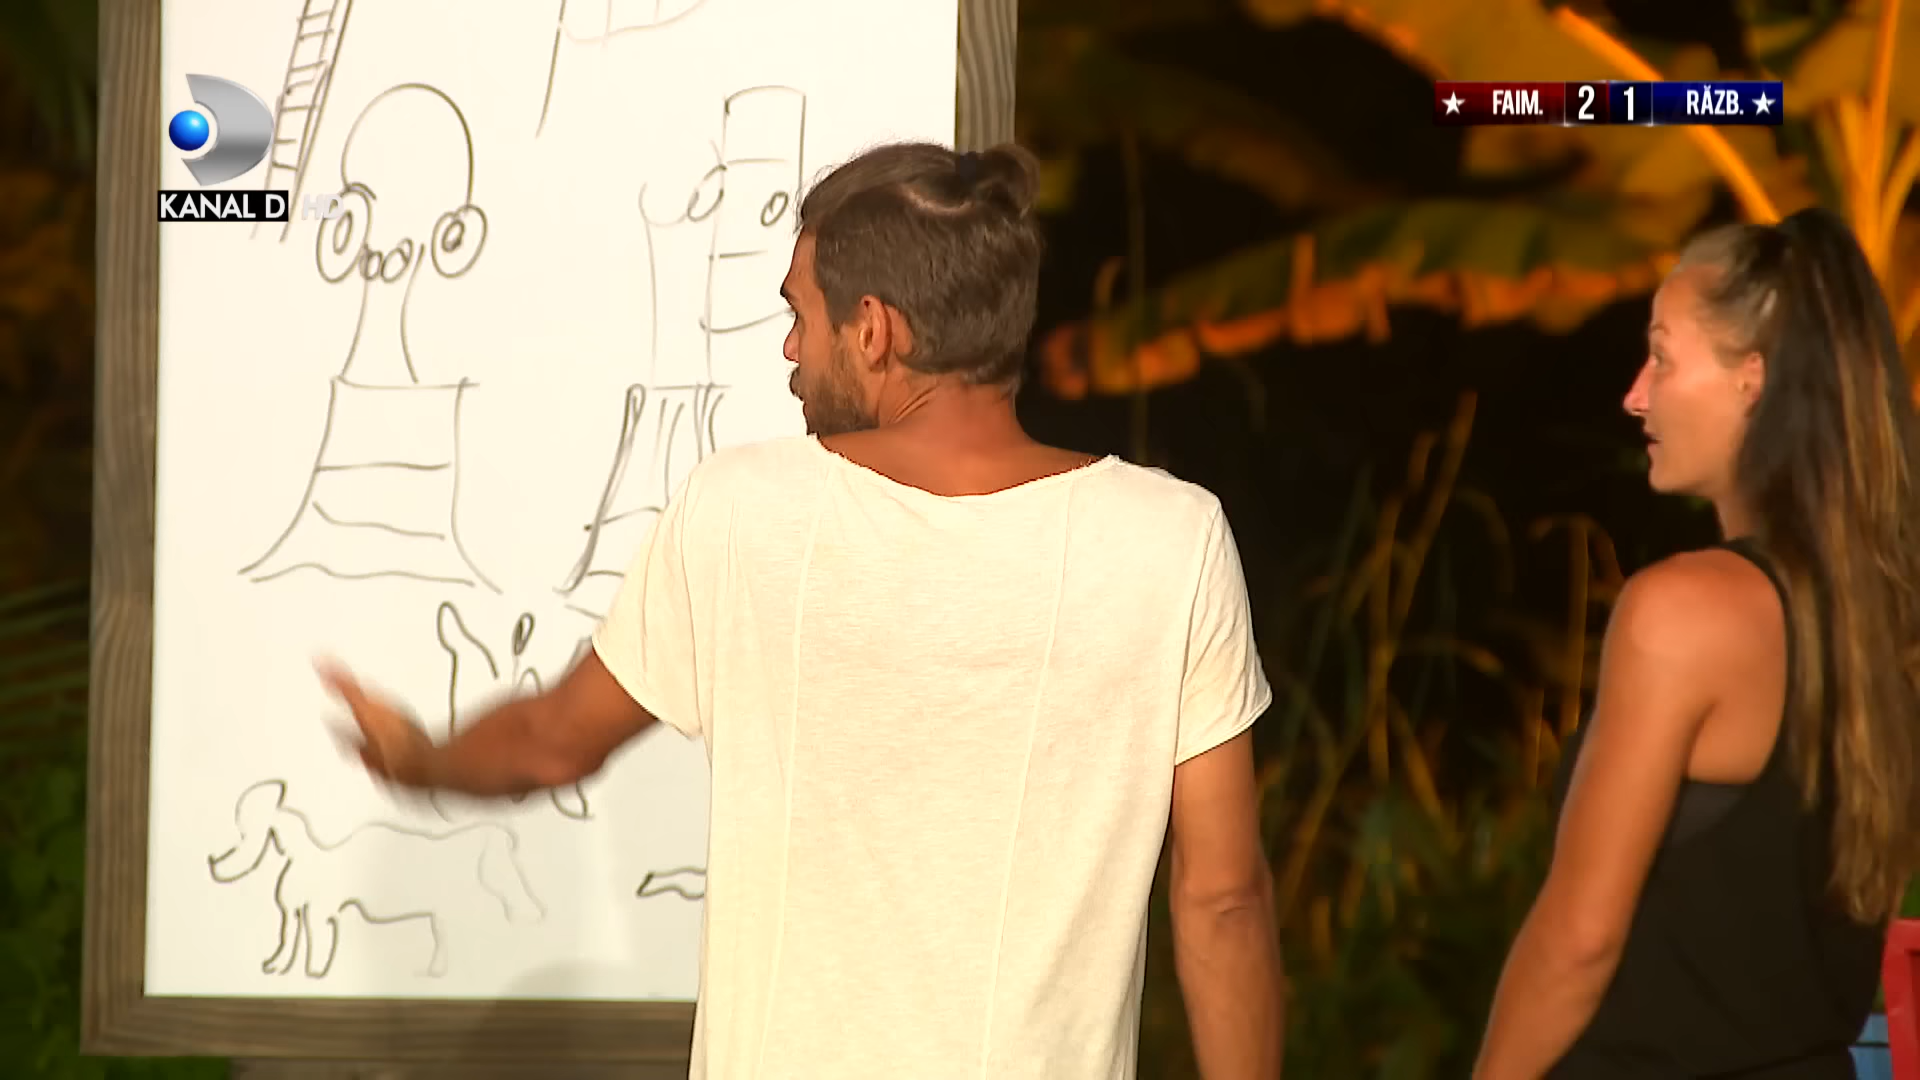 KANAL D HD
★ FAIM. 2 1 RĂZB. ★